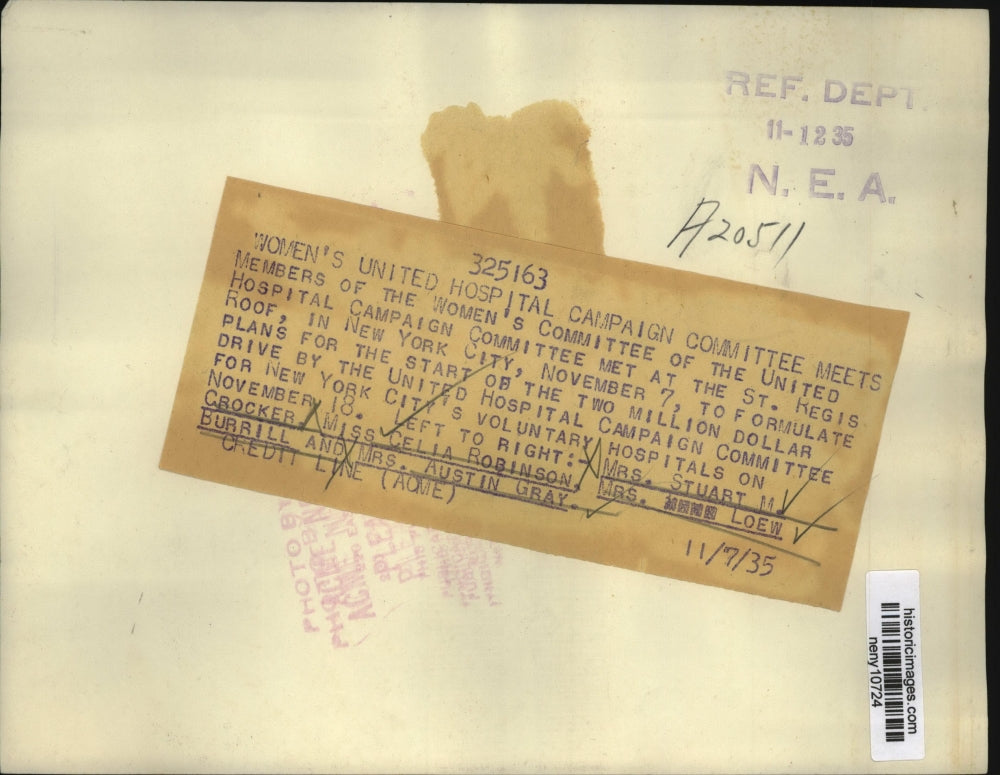 REF. DEPT.
11-12 35
N. E. A.
A20511
325163
WOMEN'S UNITED HOSPITAL CAMPAIGN COMMITTEE MEETS
MEMBERS OF THE WOMEN'S COMMITTEE OF THE UNITED
HOSPITAL CAMPAIGN COMMITTEE MET AT THE ST. REGIS
ROOF, IN NEW YORK CITY, NOVEMBER 7, TO FORMULATE
PLANS FOR THE START OF THE TWO MILLION DOLLAR
DRIVE BY THE UNITED HOSPITAL CAMPAIGN COMMITTEE
FOR NEW YORK CITY'S VOLUNTARY HOSPITALS ON
NOVEMBER 18. LEFT TO RIGHT:- MRS. STUART M.
CROCKER, MISS CELIA ROBINSON, MRS. LOEW
BURRILL AND MRS. AUSTIN GRAY.
CREDIT LINE (ACME) 11/7/35
PHOTO BY
ACME
historicimages.com
neny10724